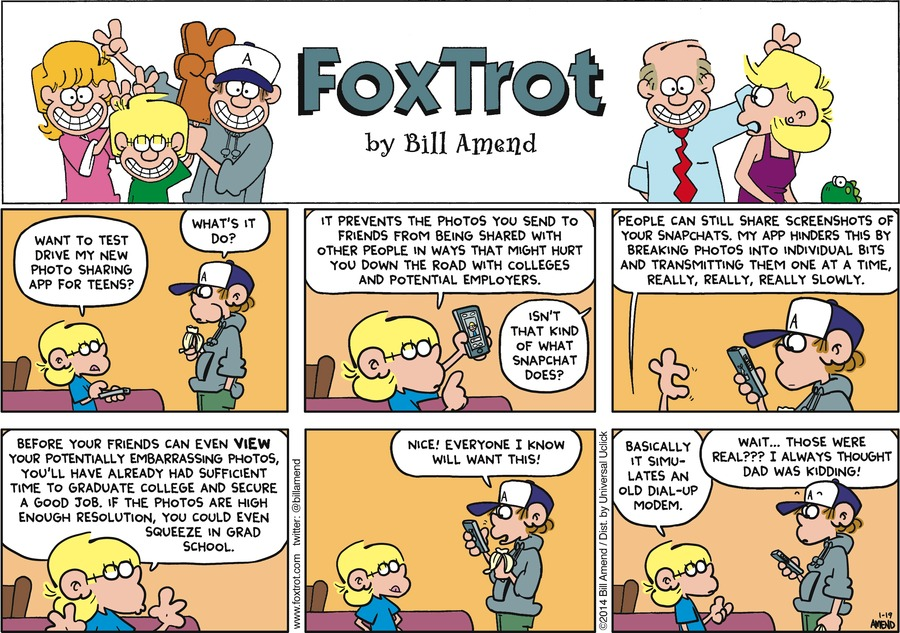 A
FOXTROT
by Bill Amend
WANT TO TEST
DRIVE MY NEW
PHOTO SHARING
APP FOR TEENS?
WHAT'S IT
DO?
A
IT PREVENTS THE PHOTOS YOU SEND TO
FRIENDS FROM BEING SHARED WITH
OTHER PEOPLE IN WAYS THAT MIGHT HURT
YOU DOWN THE ROAD WITH COLLEGES
AND POTENTIAL EMPLOYERS.
ISN'T
THAT KIND
OF WHAT
SNAPCHAT
DOES?
PEOPLE CAN STILL SHARE SCREENSHOTS OF
YOUR SNAPCHATS. MY APP HINDERS THIS BY
BREAKING PHOTOS INTO INDIVIDUAL BITS
AND TRANSMITTING THEM ONE AT A TIME,
REALLY, REALLY, REALLY SLOWLY.
A
BEFORE YOUR FRIENDS CAN EVEN VIEW
YOUR POTENTIALLY EMBARRASSING PHOTOS,
YOU'LL HAVE ALREADY HAD SUFFICIENT
TIME TO GRADUATE COLLEGE AND SECURE
A GOOD JOB. IF THE PHOTOS ARE HIGH
ENOUGH RESOLUTION, YOU COULD EVEN
SQUEEZE IN GRAD
SCHOOL.
www.foxtrot.com twitter: @billamend
NICE! EVERYONE I KNOW
WILL WANT THIS!
A
©2014 Bill Amend / Dist. by Universal Uclick
BASICALLY
IT SIMU-
LATES AN
OLD DIAL-UP
MODEM.
WAIT... THOSE WERE
REAL??? I ALWAYS THOUGHT
DAD WAS KIDDING!
A
1-19
AMEND